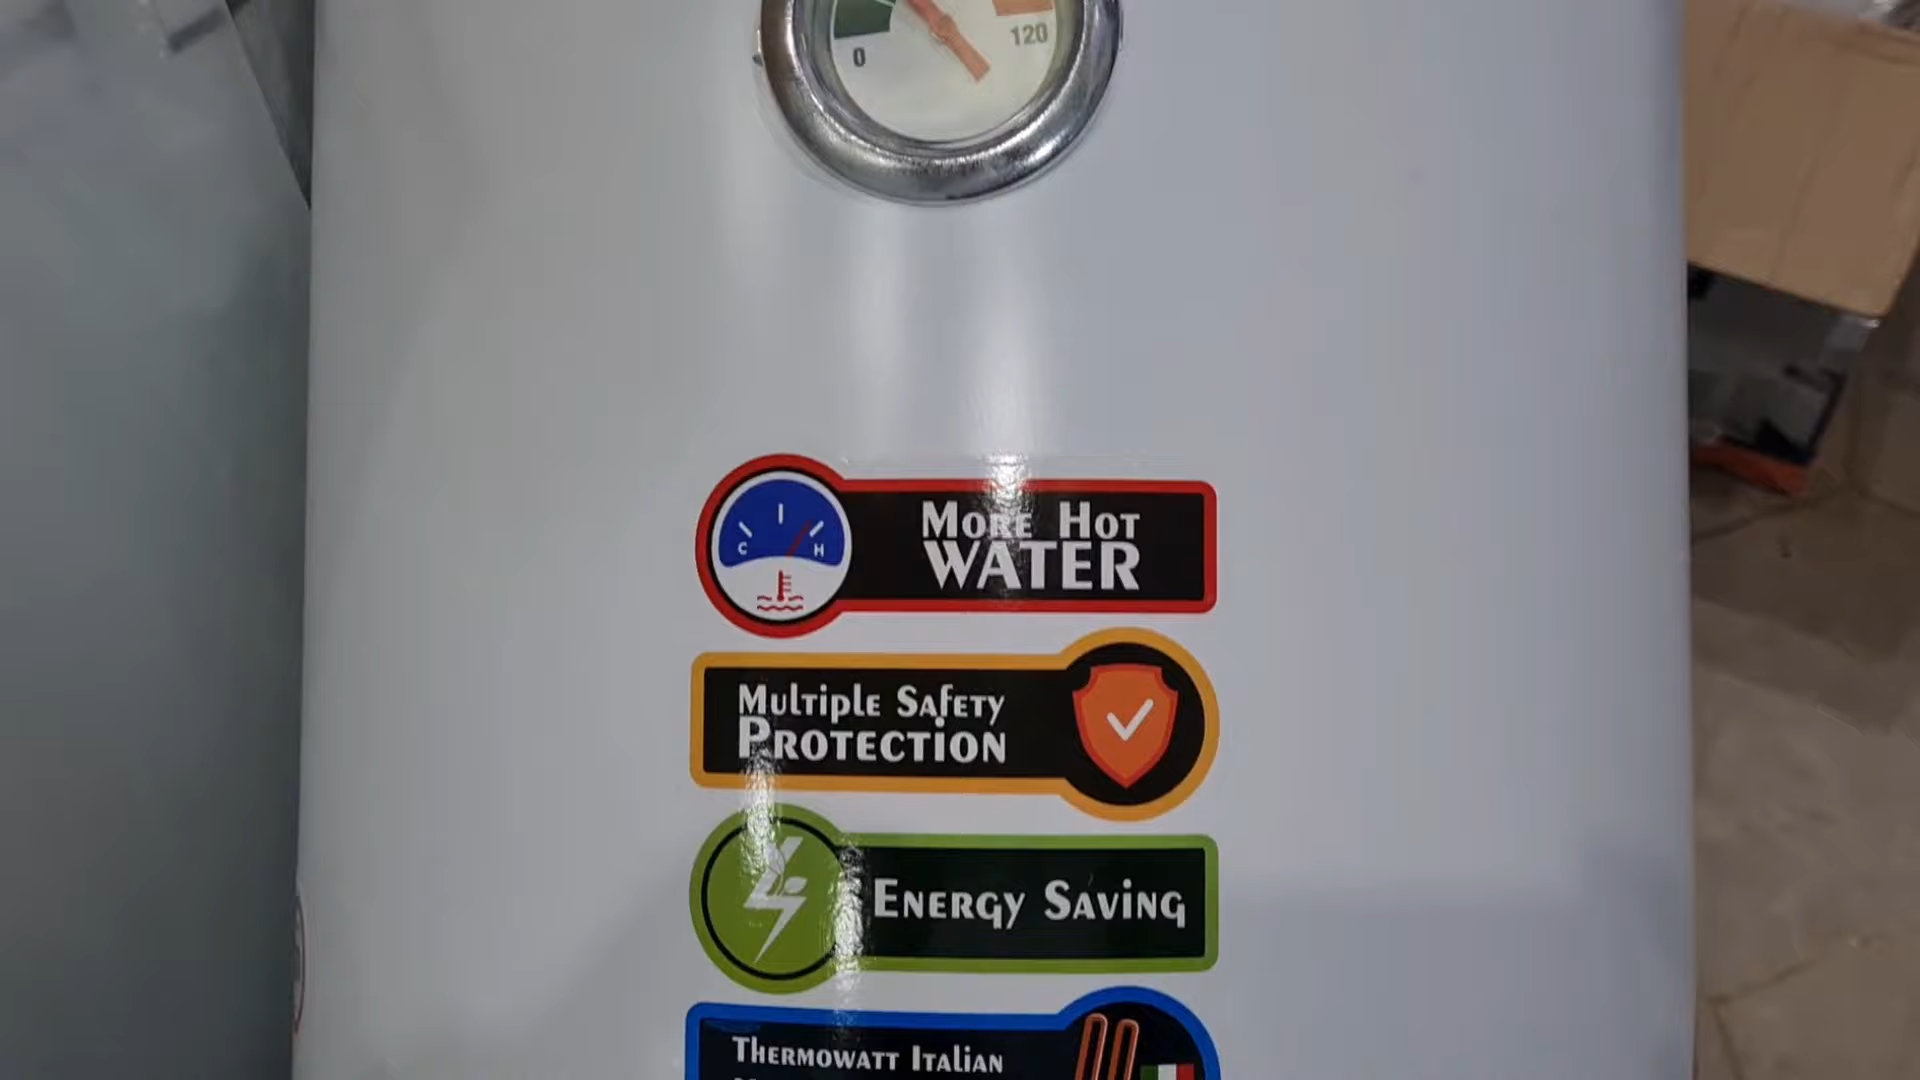 0
120
C
H
More Hot
WATER
Multiple Safety
Protection
Energy Saving
Thermowatt Italian